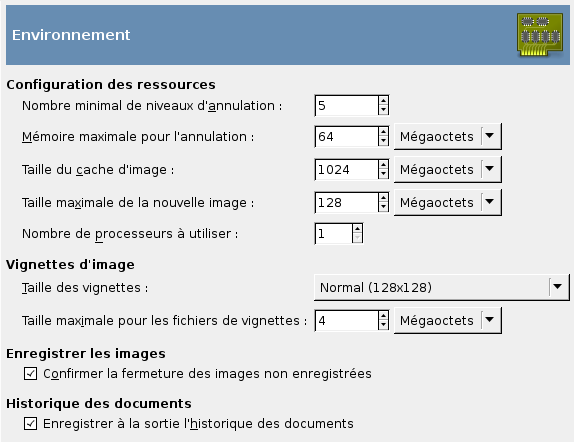 Environnement
Configuration des ressources
Nombre minimal de niveaux d'annulation : 5
Mémoire maximale pour l'annulation : 64 Mégaoctets
Taille du cache d'image : 1024 Mégaoctets
Taille maximale de la nouvelle image : 128 Mégaoctets
Nombre de processeurs à utiliser : 1
Vignettes d'image
Taille des vignettes : Normal (128x128)
Taille maximale pour les fichiers de vignettes : 4 Mégaoctets
Enregistrer les images
Confirmer la fermeture des images non enregistrées
Historique des documents
Enregistrer à la sortie l'historique des documents